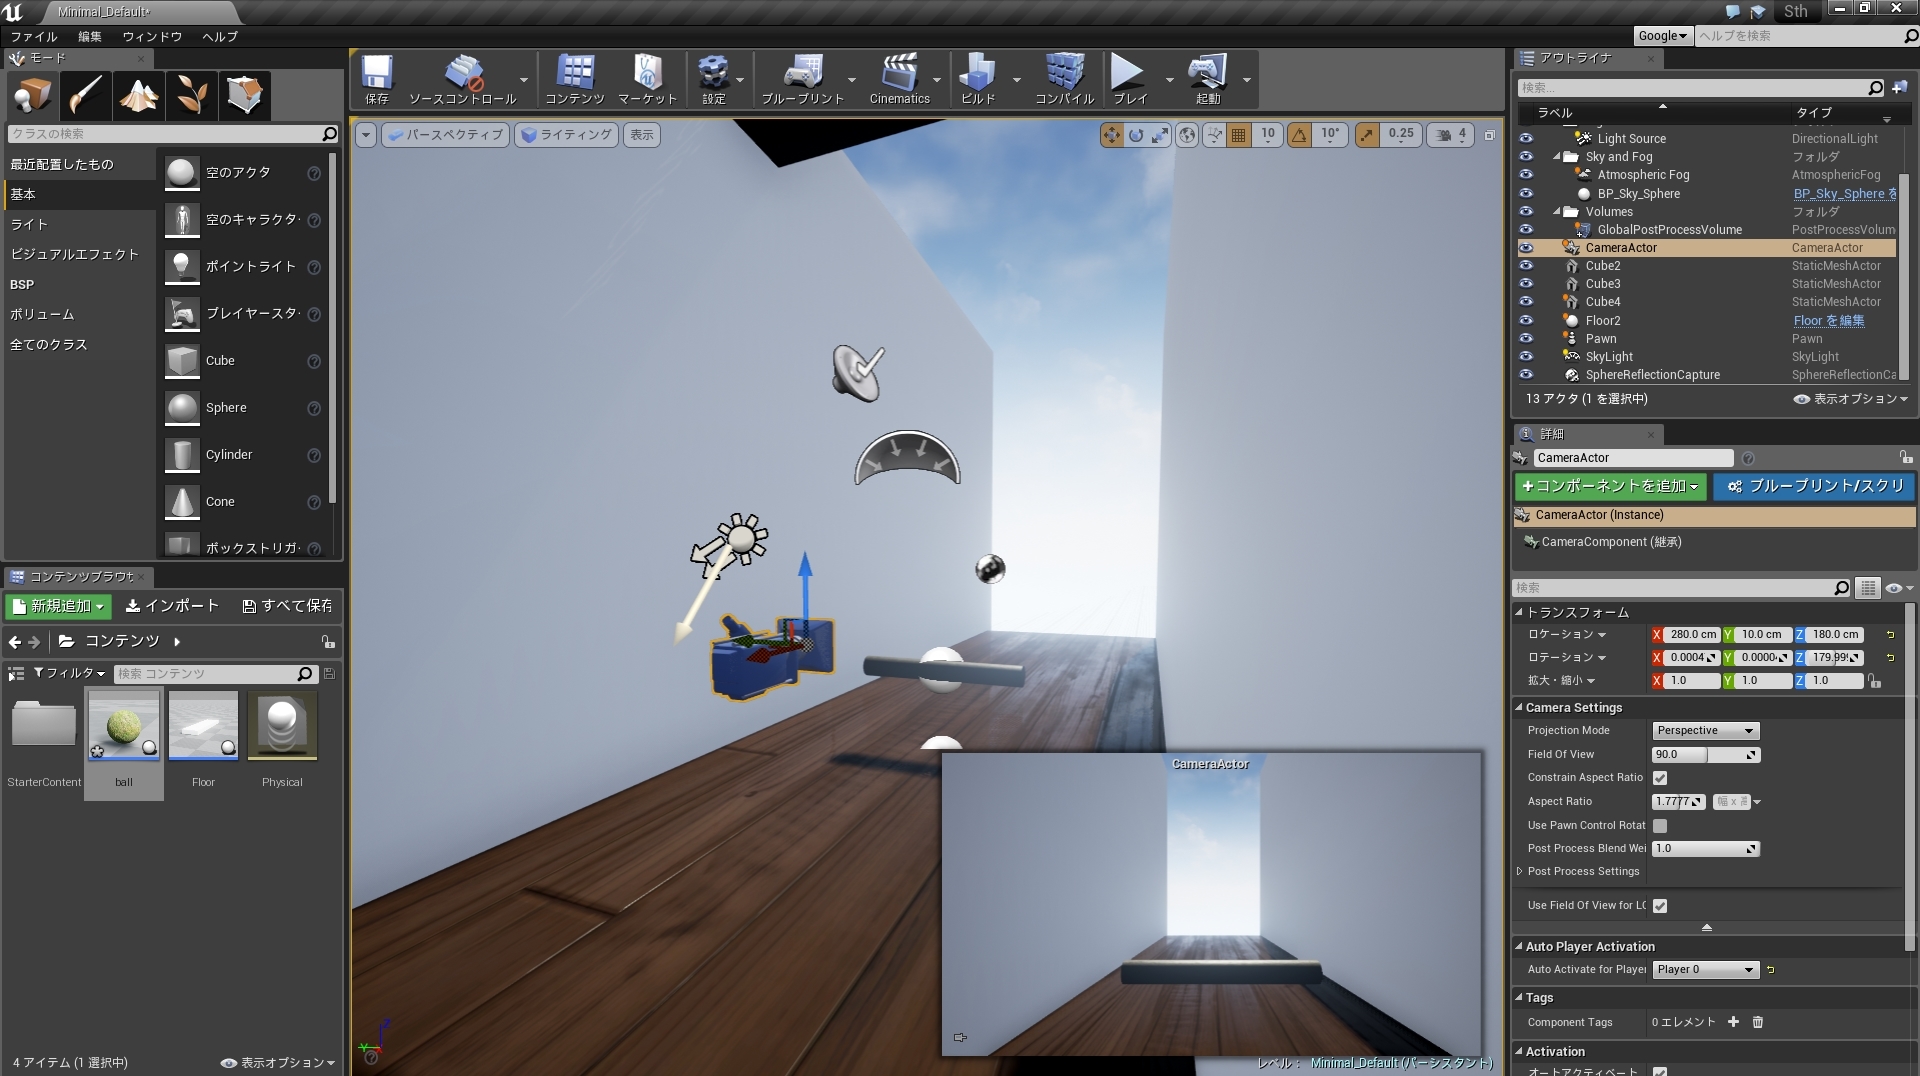 Minimal_Default*
Sth
ファイル 編集 ウィンドウ ヘルプ
Google
ヘルプを検索
モード
クラスの検索
最近配置したもの
基本
ライト
ビジュアルエフェクト
BSP
ボリューム
全てのクラス
空のアクタ
空のキャラクタ
ポイントライト
プレイヤースタ
Cube
Sphere
Cylinder
Cone
ボックストリガ
保存
ソースコントロール
コンテンツ
マーケット
設定
ブループリント
Cinematics
ビルド
コンパイル
プレイ
起動
パースペクティブ
ライティング
表示
10
10°
0.25
4
CameraActor
レベル： Minimal_Default (パーシスタント)
コンテンツブラウザ
新規追加
インポート
すべて保存
コンテンツ
フィルタ
検索 コンテンツ
StarterContent
ball
Floor
Physical
4 アイテム (1 選択中)
表示オプション
アウトライナ
検索...
ラベル タイプ
Light Source DirectionalLight
Sky and Fog フォルダ
Atmospheric Fog AtmosphericFog
BP_Sky_Sphere BP_Sky_Sphere を
Volumes フォルダ
GlobalPostProcessVolume PostProcessVolum
CameraActor CameraActor
Cube2 StaticMeshActor
Cube3 StaticMeshActor
Cube4 StaticMeshActor
Floor2 Floor を編集
Pawn Pawn
SkyLight SkyLight
SphereReflectionCapture SphereReflectionCa
13 アクタ (1 を選択中)
表示オプション
詳細
CameraActor
+コンポーネントを追加
ブループリント/スクリ
CameraActor (Instance)
CameraComponent (継承)
検索
トランスフォーム
ロケーション X 280.0 cm Y 10.0 cm Z 180.0 cm
ロテーション X 0.0004 Y 0.0000 Z 179.99
拡大・縮小 X 1.0 Y 1.0 Z 1.0
Camera Settings
Projection Mode Perspective
Field Of View 90.0
Constrain Aspect Ratio
Aspect Ratio 1.7777
Use Pawn Control Rotat
Post Process Blend Wei 1.0
Post Process Settings
Use Field Of View for LO
Auto Player Activation
Auto Activate for Player Player 0
Tags
Component Tags 0 エレメント
Activation
オートアクティベート